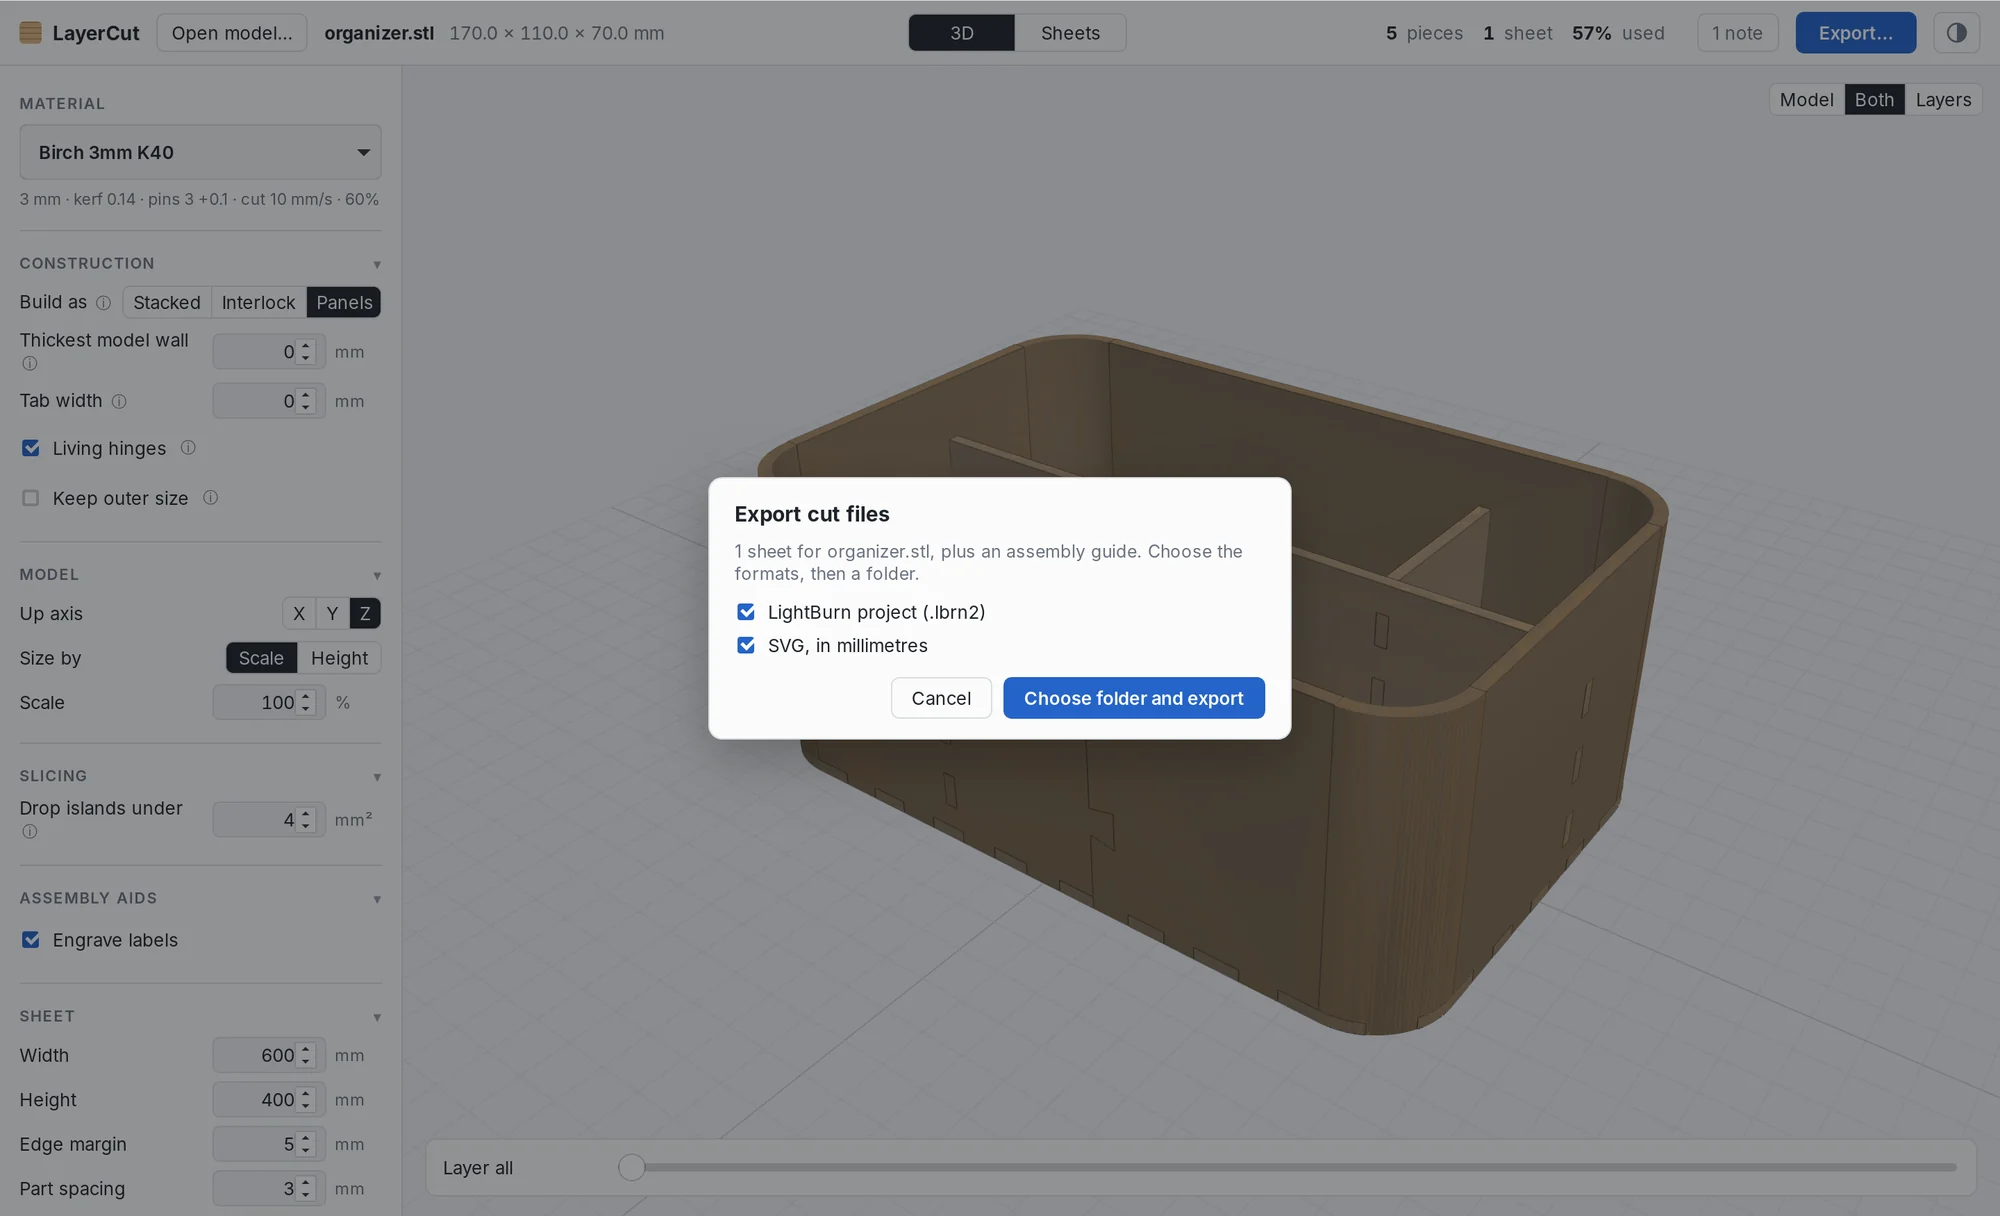 LayerCut
Open model...
organizer.stl 170.0 × 110.0 × 70.0 mm
3D
Sheets
5 pieces 1 sheet 57% used
1 note
Export...
MATERIAL
Birch 3mm K40
3 mm · kerf 0.14 · pins 3 +0.1 · cut 10 mm/s · 60%
CONSTRUCTION
Build as
Stacked
Interlock
Panels
Thickest model wall
0 mm
Tab width
0 mm
Living hinges
Keep outer size
MODEL
Up axis
X
Y
Z
Size by
Scale
Height
Scale
100 %
SLICING
Drop islands under
4 mm²
ASSEMBLY AIDS
Engrave labels
SHEET
Width
600 mm
Height
400 mm
Edge margin
5 mm
Part spacing
3 mm
Model
Both
Layers
Export cut files
1 sheet for organizer.stl, plus an assembly guide. Choose the
formats, then a folder.
LightBurn project (.lbrn2)
SVG, in millimetres
Cancel
Choose folder and export
Layer all